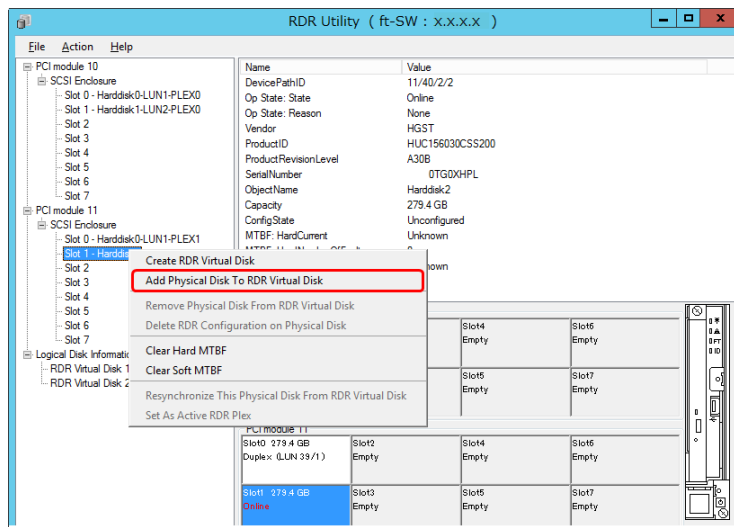 RDR Utility ( ft-SW : x.x.x.x )
File Action Help
PCI module 10
SCSI Enclosure
Slot 0 - Harddisk0-LUN1-PLEX0
Slot 1 - Harddisk1-LUN2-PLEX0
Slot 2
Slot 3
Slot 4
Slot 5
Slot 6
Slot 7
PCI module 11
SCSI Enclosure
Slot 0 - Harddisk0-LUN1-PLEX1
Slot 1 -
Slot 2
Slot 3
Slot 4
Slot 5
Slot 6
Slot 7
Logical Disk
RDR Virtual Disk 1
RDR Virtual Disk 2
Name Value
DevicePathID 11/40/2/2
Op State: State Online
Op State: Reason None
Vendor HGST
ProductID HUC156030CSS200
ProductRevisionLevel A30B
SerialNumber 0TG0XHPL
ObjectName Harddisk2
Capacity 279.4 GB
ConfigState Unconfigured
MTBF: HardCurrent Unknown
Create RDR Virtual Disk
Add Physical Disk To RDR Virtual Disk
Remove Physical Disk From RDR Virtual Disk
Delete RDR Configuration on Physical Disk
Clear Hard MTBF
Clear Soft MTBF
Resynchronize This Physical Disk From RDR Virtual Disk
Set As Active RDR Plex
Slot4 Slot6
Empty Empty
Slot5 Slot7
Empty Empty
PCI module 11
Slot0 279.4 GB Slot2 Slot4 Slot6
Duplex (LUN 39/1) Empty Empty Empty
Slot1 279.4 GB Slot3 Slot5 Slot7
Online Empty Empty Empty
FT
ID